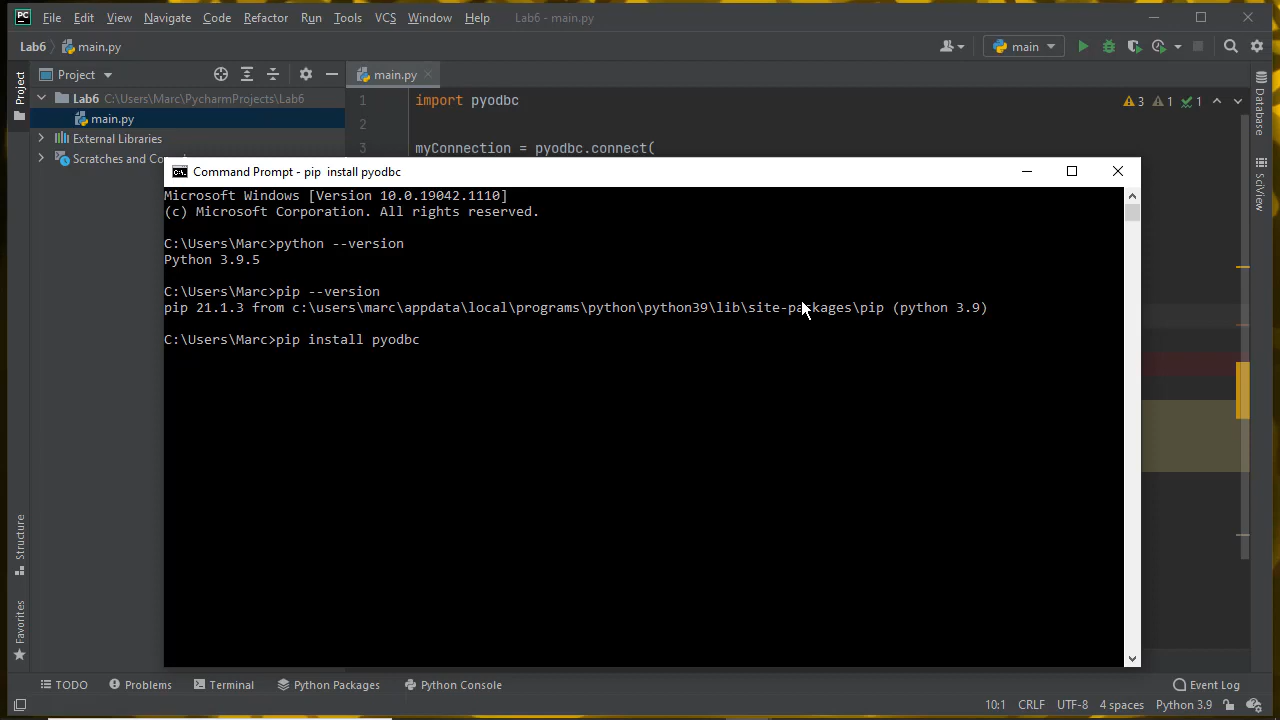 PC File Edit View Navigate Code Refactor Run Tools VCS Window Help Lab6 - main.py
Lab6 main.py main
Project main.py
Project
Lab6 C:\Users\Marc\PycharmProjects\Lab6
main.py
External Libraries
Scratches and Co
1 import pyodbc
2
3 myConnection = pyodbc.connect(
3 1 1
Database
SciView
Command Prompt - pip install pyodbc
Microsoft Windows [Version 10.0.19042.1110]
(c) Microsoft Corporation. All rights reserved.
C:\Users\Marc>python --version
Python 3.9.5
C:\Users\Marc>pip --version
pip 21.1.3 from c:\users\marc\appdata\local\programs\python\python39\lib\site-packages\pip (python 3.9)
C:\Users\Marc>pip install pyodbc
Structure
Favorites
TODO Problems Terminal Python Packages Python Console Event Log
10:1 CRLF UTF-8 4 spaces Python 3.9